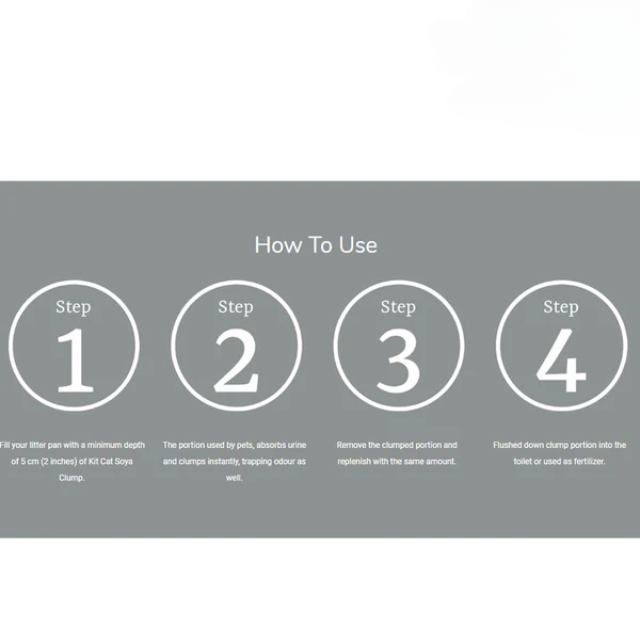 How To Use
Step
1
Fill your litter pan with a minimum depth
of 5 cm (2 inches) of Kit Cat Soya
Clump.
Step
2
The portion used by pets, absorbs urine
and clumps instantly, trapping odour as
well.
Step
3
Remove the clumped portion and
replenish with the same amount.
Step
4
Flushed down clump portion into the
toilet or used as fertilizer.